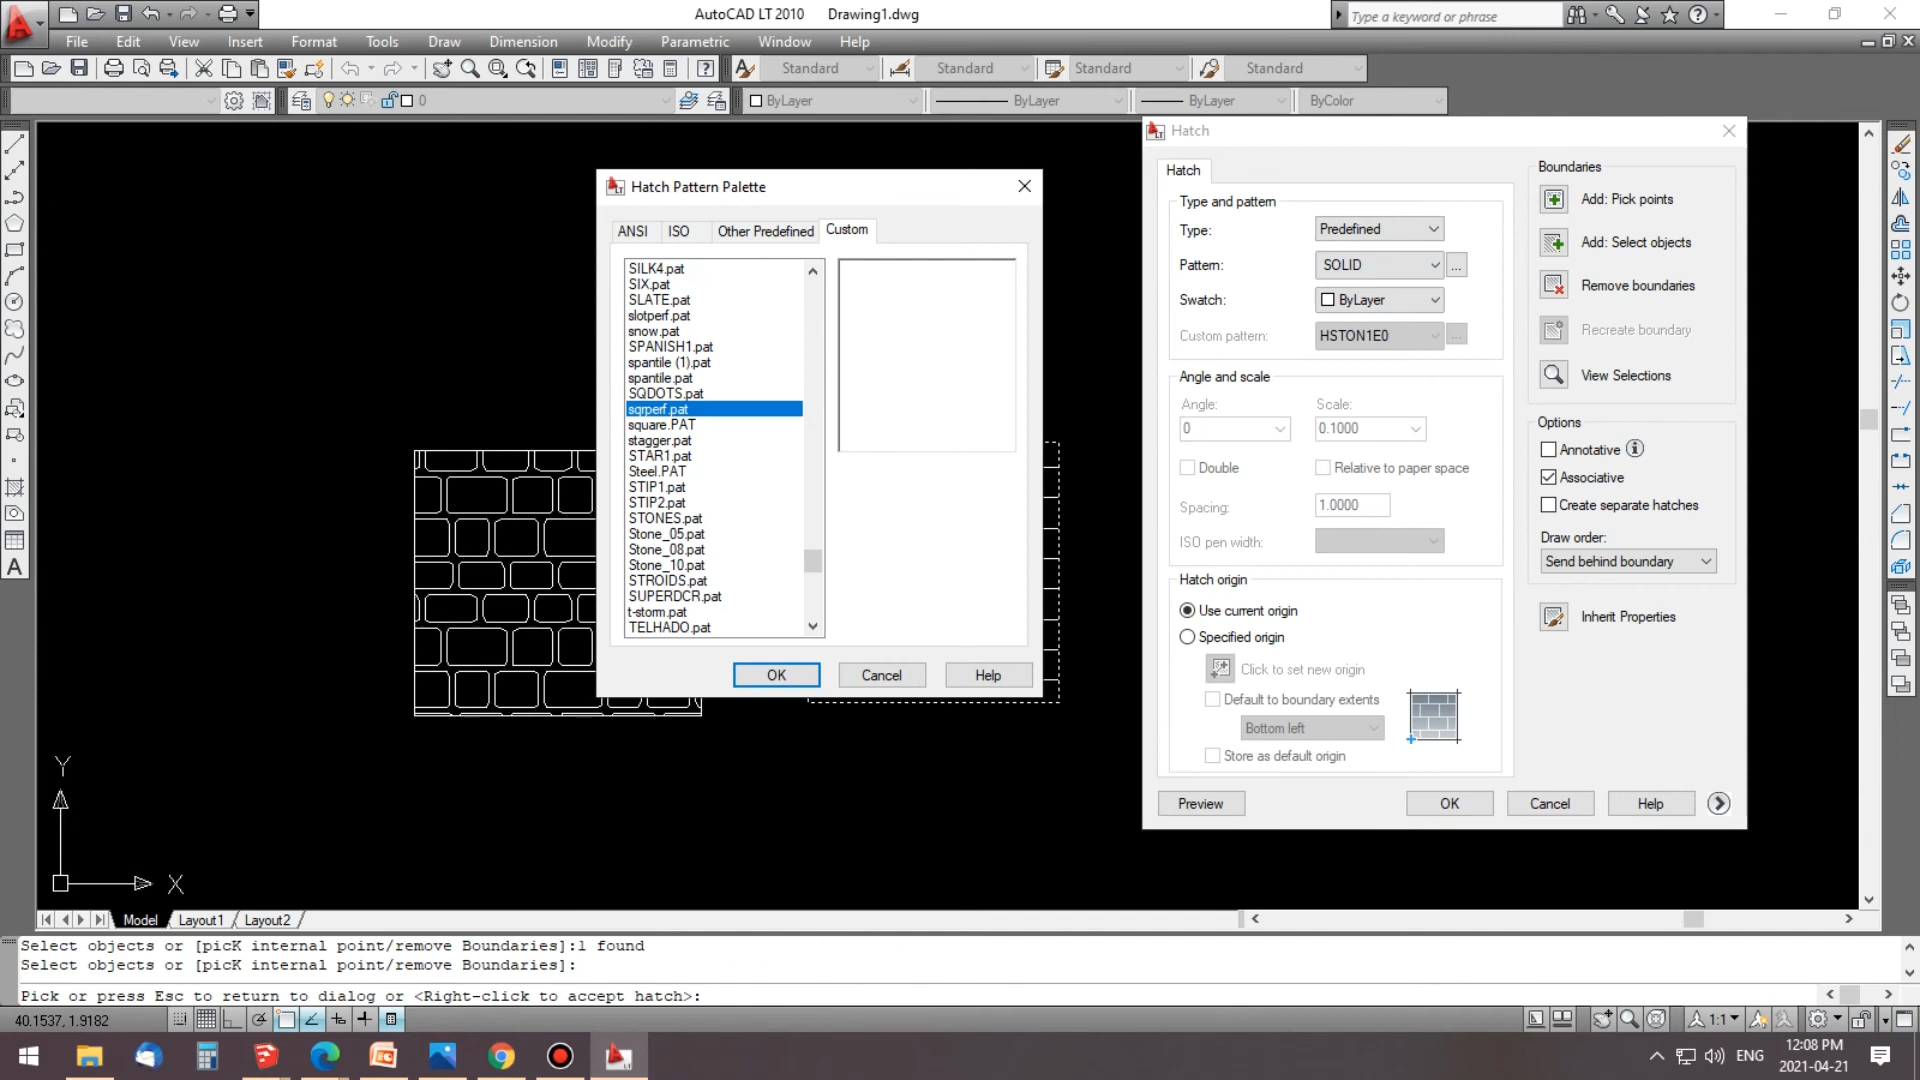 AutoCAD LT 2010 Drawing1.dwg
Type a keyword or phrase
File Edit View Insert Format Tools Draw Dimension Modify Parametric Window Help
Standard Standard Standard Standard
0 ByLayer ByLayer ByLayer ByColor
Hatch
Hatch
Type and pattern
Type: Predefined
Pattern: SOLID ...
Swatch: ByLayer
Custom pattern: HSTON1E0 ...
Angle and scale
Angle: Scale:
0 0.1000
Double Relative to paper space
Spacing: 1.0000
ISO pen width:
Hatch origin
Use current origin
Specified origin
Click to set new origin
Default to boundary extents
Bottom left
Store as default origin
Boundaries
Add: Pick points
Add: Select objects
Remove boundaries
Recreate boundary
View Selections
Options
Annotative
Associative
Create separate hatches
Draw order:
Send behind boundary
Inherit Properties
Preview OK Cancel Help
LT Hatch Pattern Palette
ANSI ISO Other Predefined Custom
SILK4.pat
SIX.pat
SLATE.pat
slotperf.pat
snow.pat
SPANISH1.pat
spantile (1).pat
spantile.pat
SQDOTS.pat
sqrperf.pat
square.PAT
stagger.pat
STAR1.pat
Steel.PAT
STIP1.pat
STIP2.pat
STONES.pat
Stone_05.pat
Stone_08.pat
Stone_10.pat
STROIDS.pat
SUPERDCR.pat
t-storm.pat
TELHADO.pat
OK Cancel Help
Y
X
Model Layout1 Layout2
Select objects or [picK internal point/remove Boundaries]:1 found
Select objects or [picK internal point/remove Boundaries]:
Pick or press Esc to return to dialog or <Right-click to accept hatch>:
40.1537, 1.9182 1:1
ENG 12:08 PM
2021-04-21